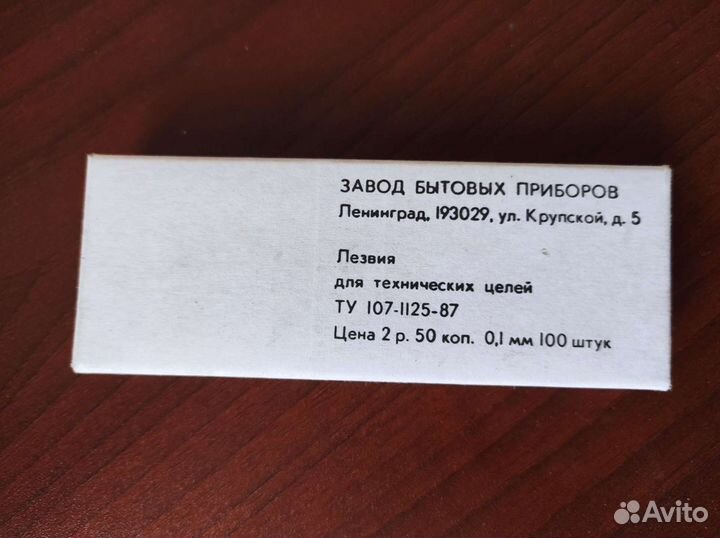 ЗАВОД БЫТОВЫХ ПРИБОРОВ
Ленинград, 193029, ул. Крупской, д. 5
Лезвия
для технических целей
ТУ 107-1125-87
Цена 2 р. 50 коп. 0,1 мм 100 штук
Avito